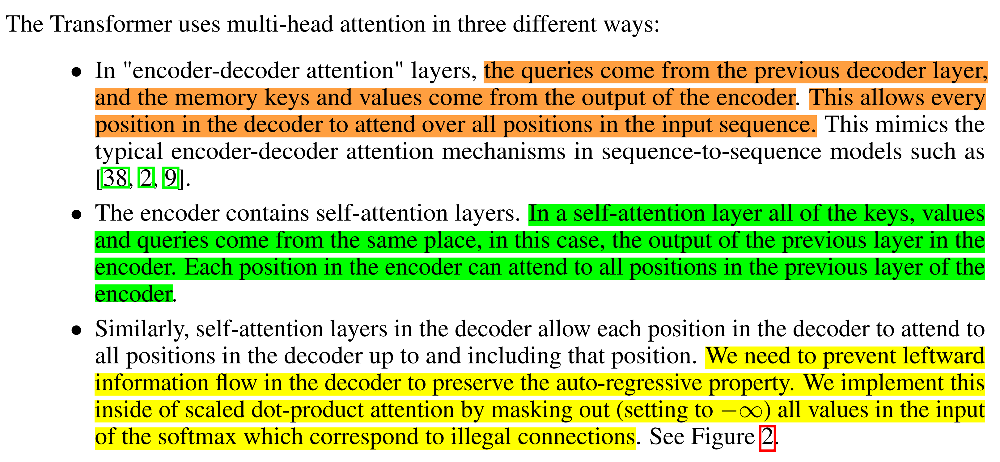 The Transformer uses multi-head attention in three different ways:
• In "encoder-decoder attention" layers, the queries come from the previous decoder layer,
and the memory keys and values come from the output of the encoder. This allows every
position in the decoder to attend over all positions in the input sequence. This mimics the
typical encoder-decoder attention mechanisms in sequence-to-sequence models such as
[38, 2, 9].
• The encoder contains self-attention layers. In a self-attention layer all of the keys, values
and queries come from the same place, in this case, the output of the previous layer in the
encoder. Each position in the encoder can attend to all positions in the previous layer of the
encoder.
• Similarly, self-attention layers in the decoder allow each position in the decoder to attend to
all positions in the decoder up to and including that position. We need to prevent leftward
information flow in the decoder to preserve the auto-regressive property. We implement this
inside of scaled dot-product attention by masking out (setting to −∞) all values in the input
of the softmax which correspond to illegal connections. See Figure 2.